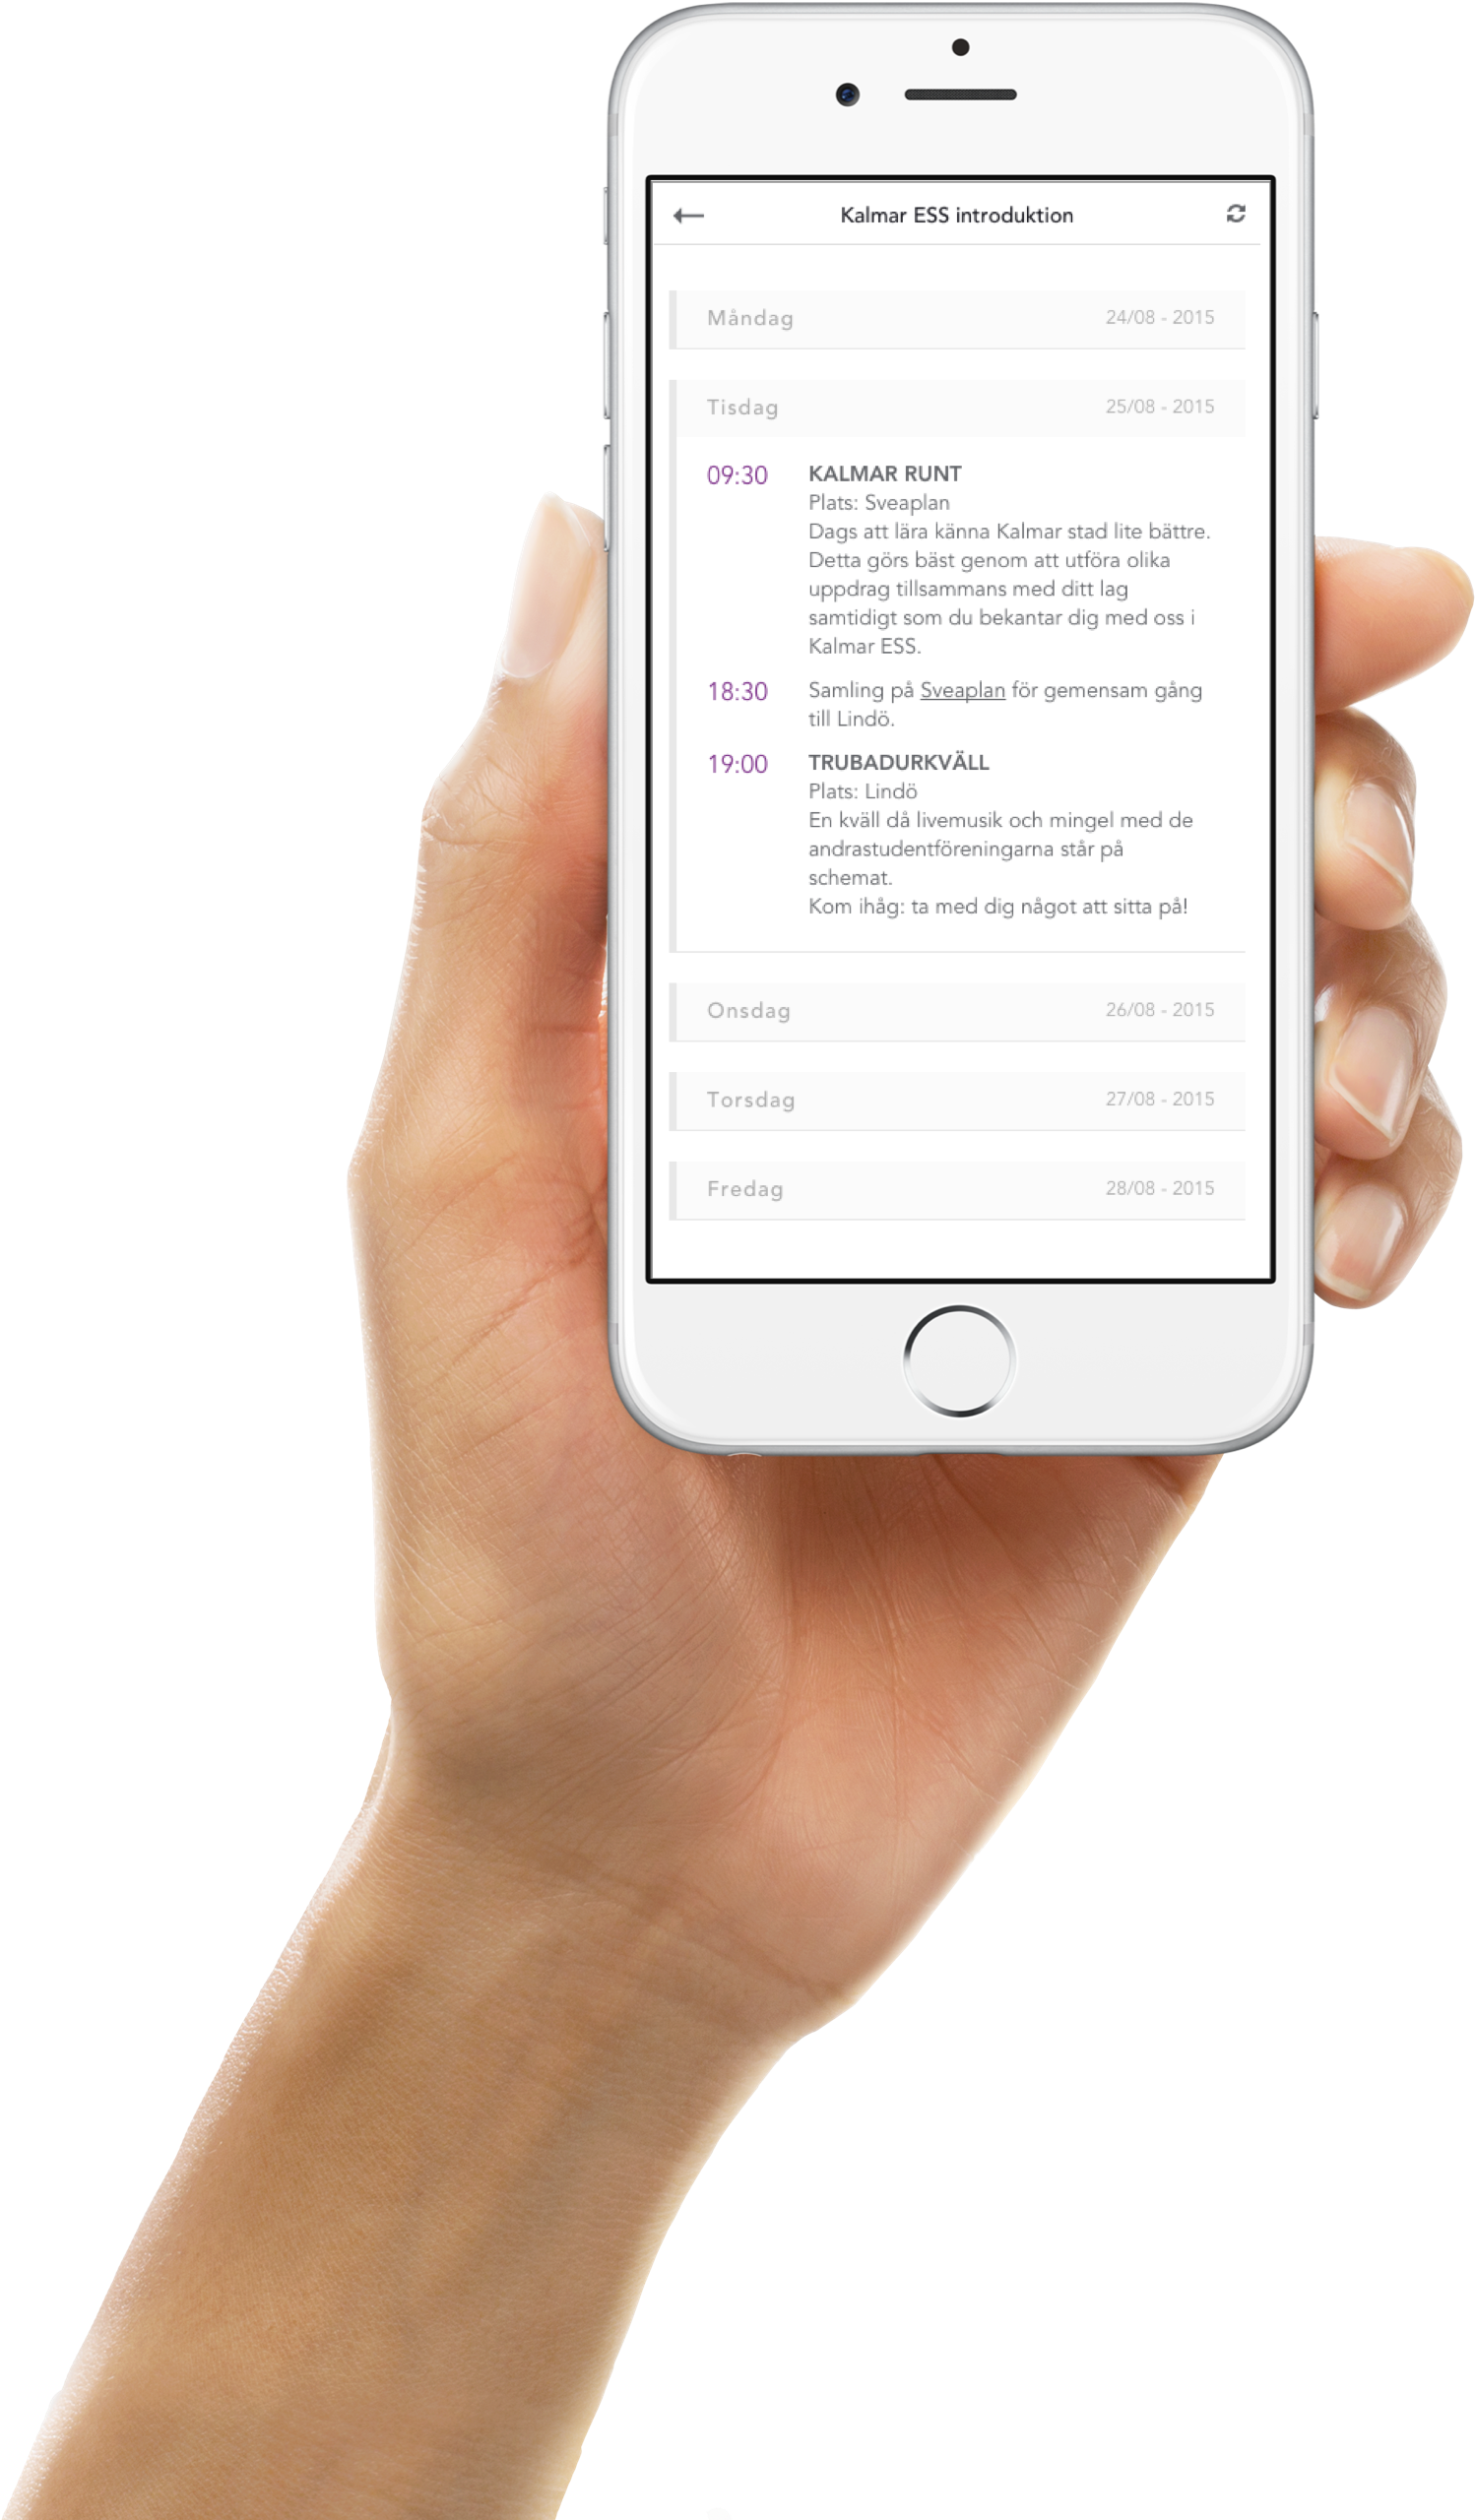 Kalmar ESS introduktion
Måndag 24/08 - 2015
Tisdag 25/08 - 2015
09:30 KALMAR RUNT
Plats: Sveaplan
Dags att lära känna Kalmar stad lite bättre.
Detta görs bäst genom att utföra olika
uppdrag tillsammans med ditt lag
samtidigt som du bekantar dig med oss i
Kalmar ESS.
18:30 Samling på Sveaplan för gemensam gång
till Lindö.
19:00 TRUBADURKVÄLL
Plats: Lindö
En kväll då livemusik och mingel med de
andrastudentföreningarna står på
schemat.
Kom ihåg: ta med dig något att sitta på!
Onsdag 26/08 - 2015
Torsdag 27/08 - 2015
Fredag 28/08 - 2015